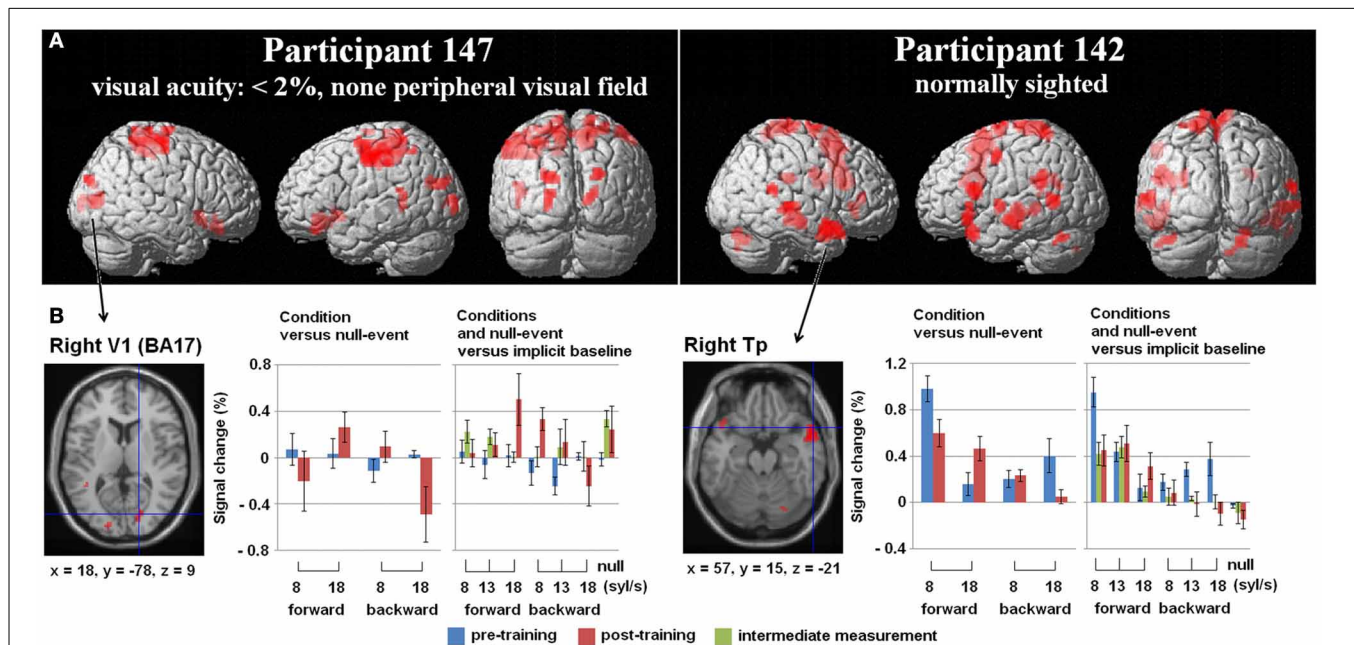 A
Participant 147
visual acuity: < 2%, none peripheral visual field
Participant 142
normally sighted
B
Right V1 (BA17)
x = 18, y = -78, z = 9
Condition
versus null-event
Conditions
and null-event
versus implicit baseline
Signal change (%)
0.8
0.4
0
- 0.4
- 0.8
8 18 8 18
forward backward
null
8 13 18 8 13 18 (syl/s)
forward backward
Right Tp
x = 57, y = 15, z = -21
Condition
versus null-event
Conditions
and null-event
versus implicit baseline
Signal change (%)
1.2
0.8
0.4
0
- 0.4
8 18 8 18
forward backward
null
8 13 18 8 13 18 (syl/s)
forward backward
pre-training post-training intermediate measurement